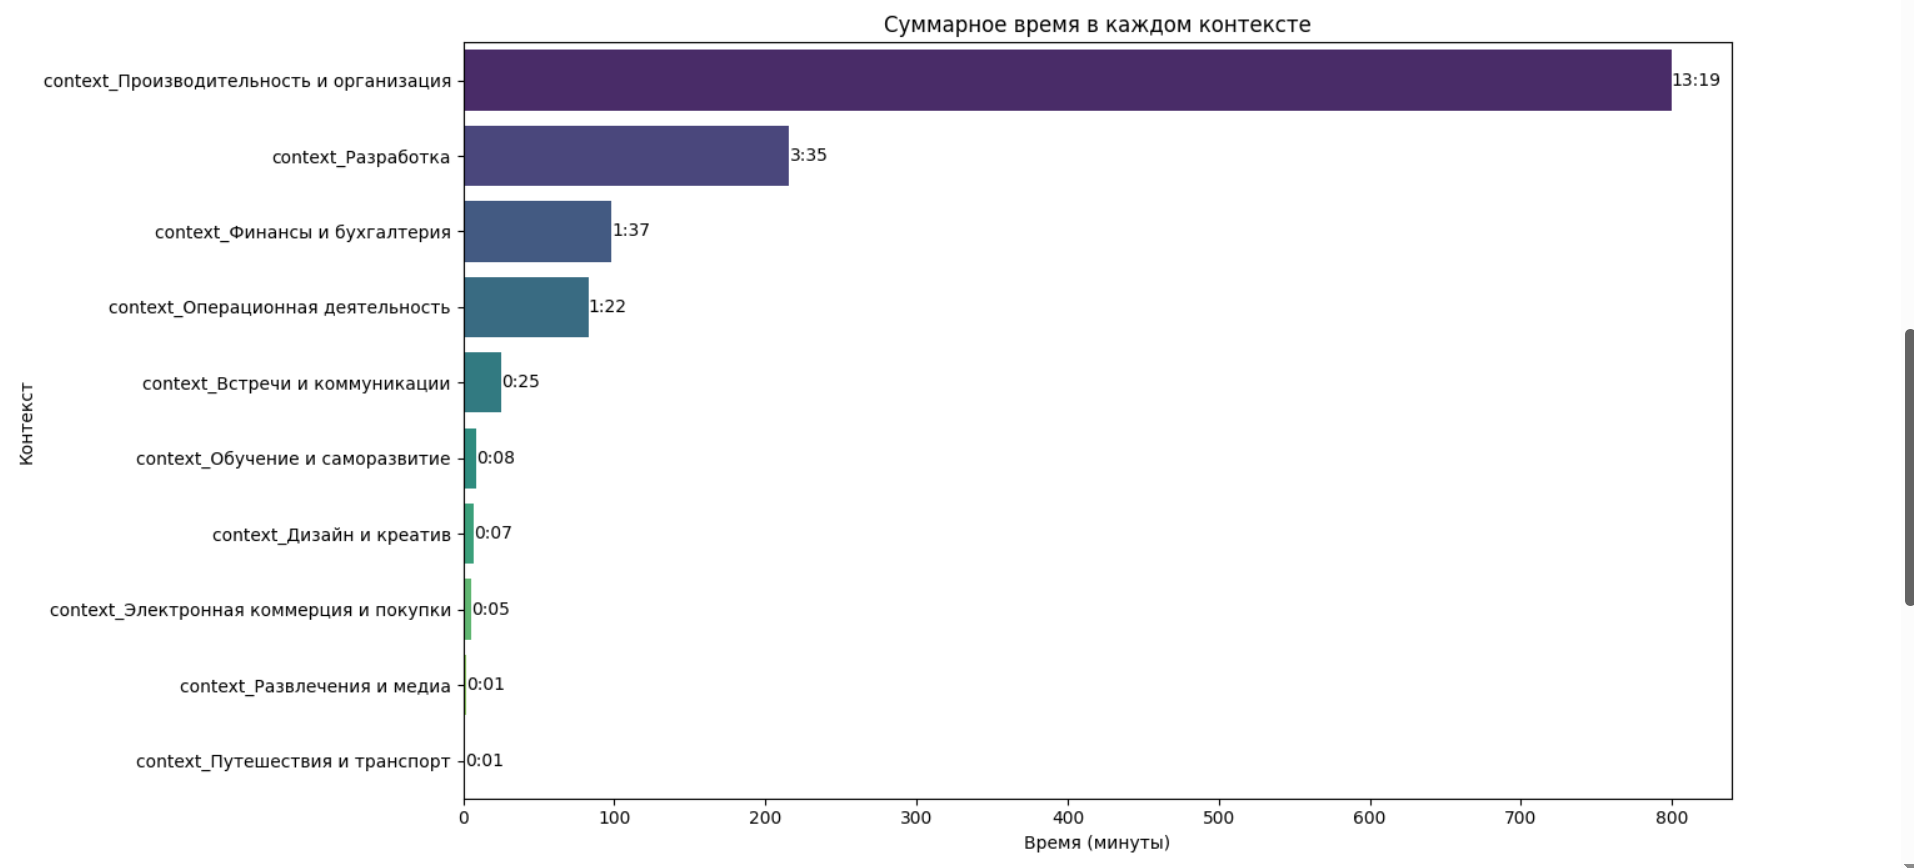 Суммарное время в каждом контексте
context_Производительность и организация 13:19
context_Разработка 3:35
context_Финансы и бухгалтерия 1:37
context_Операционная деятельность 1:22
context_Встречи и коммуникации 0:25
context_Обучение и саморазвитие 0:08
context_Дизайн и креатив 0:07
context_Электронная коммерция и покупки 0:05
context_Развлечения и медиа 0:01
context_Путешествия и транспорт 0:01
Контекст
0 100 200 300 400 500 600 700 800
Время (минуты)